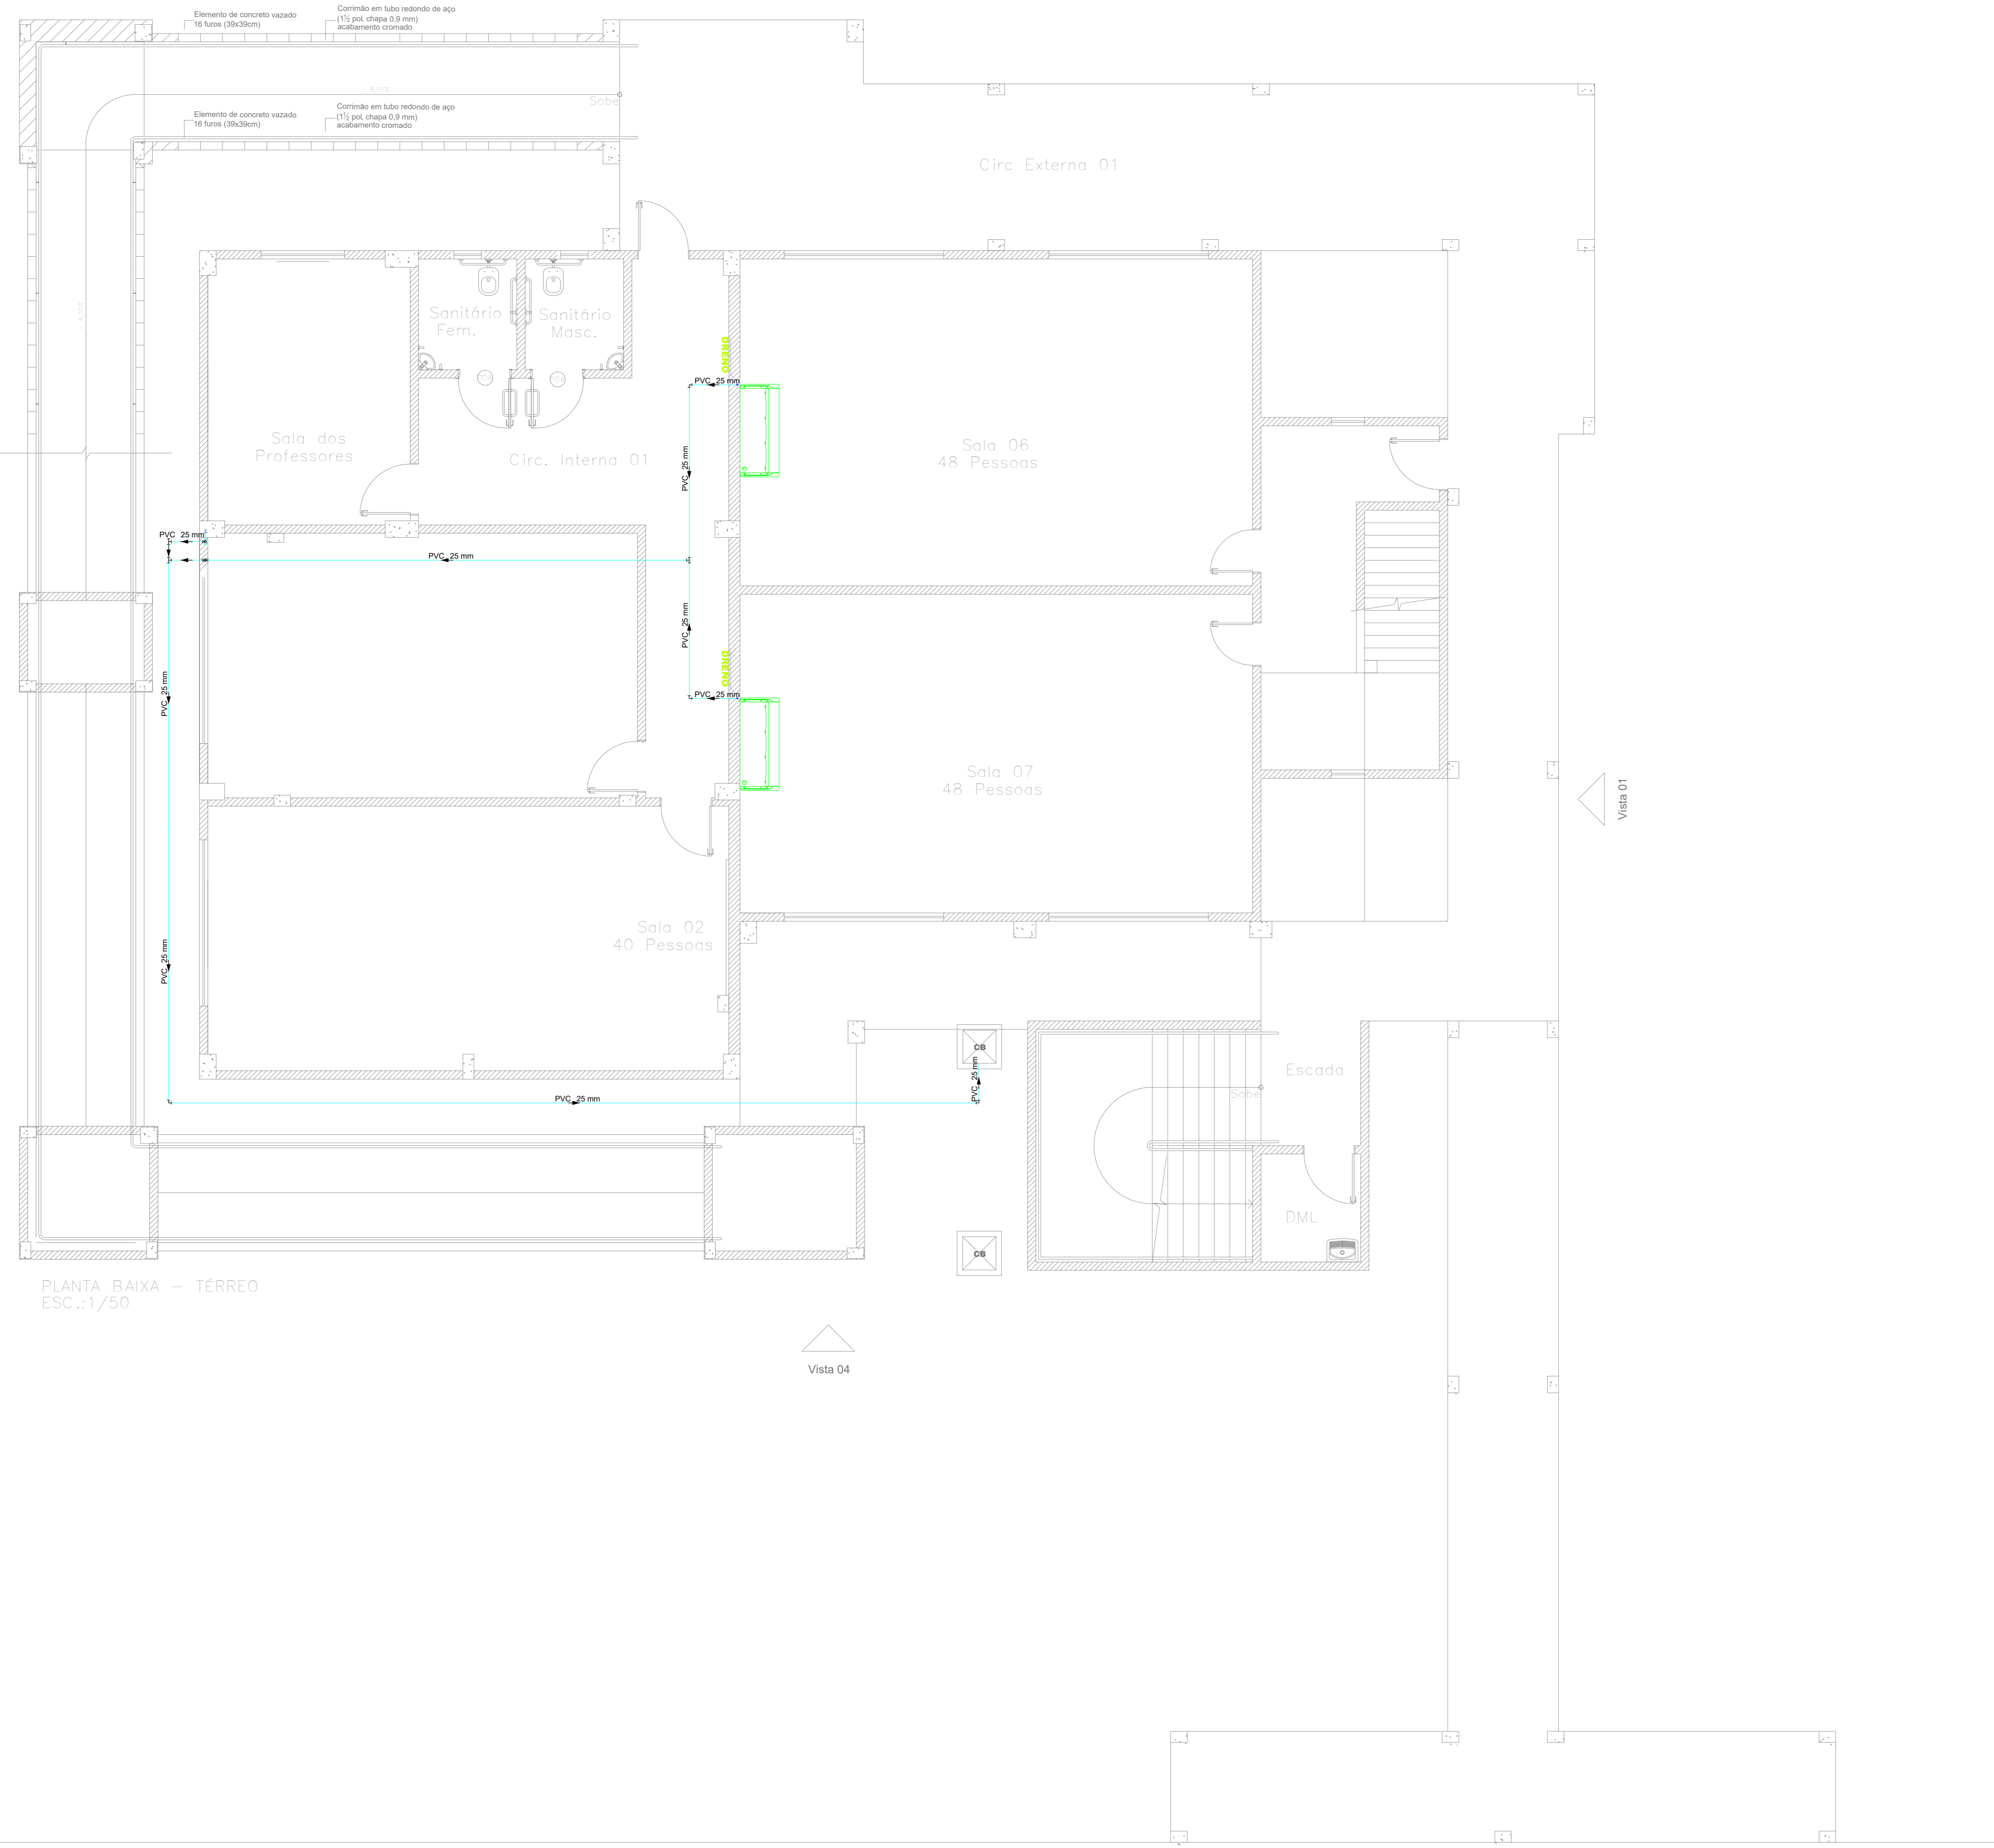 Elemento de concreto vazado
16 furos (39x39cm)
Corrimão em tubo redondo de aço
(1½ pol, chapa 0,9 mm)
acabamento cromado
Sobe
Elemento de concreto vazado
16 furos (39x39cm)
Corrimão em tubo redondo de aço
(1½ pol, chapa 0,9 mm)
acabamento cromado
Circ Externa 01
Sanitário
Fem.
Sanitário
Masc.
DRENO
PVC 25 mm
Sala dos
Professores
Circ. Interna 01
PVC 25 mm
Sala 06
48 Pessoas
PVC 25 mm
PVC 25 mm
PVC 25 mm
DRENO
PVC 25 mm
PVC 25 mm
Sala 07
48 Pessoas
Vista 01
Sala 02
40 Pessoas
PVC 25 mm
CB
PVC 25 mm
PVC 25 mm
Escada
Sobe
DML
CB
PLANTA BAIXA - TÉRREO
ESC.:1/50
Vista 04